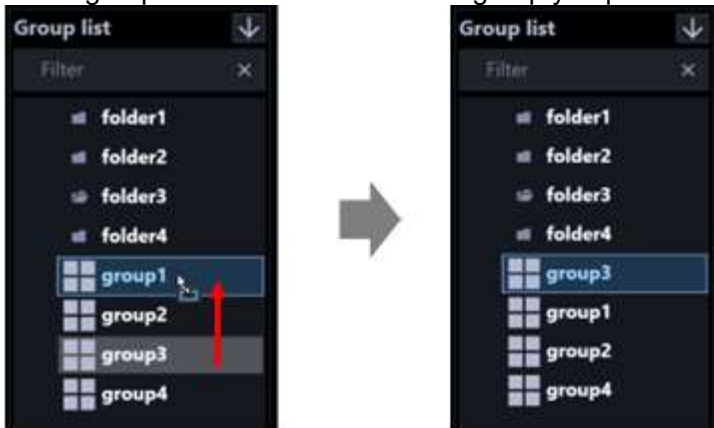 Group list
Filter
folder1
folder2
folder3
folder4
group1
group2
group3
group4
Group list
Filter
folder1
folder2
folder3
folder4
group3
group1
group2
group4